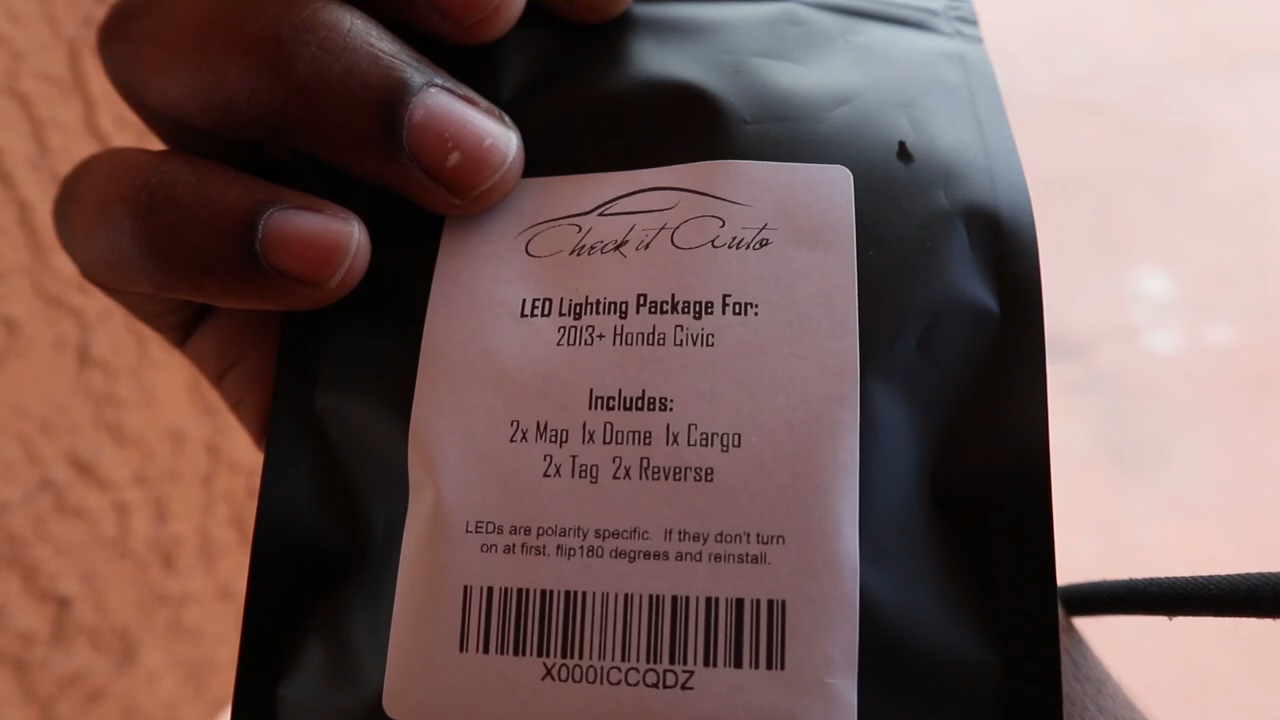 Check it Auto
LED Lighting Package For:
2013+ Honda Civic
Includes:
2x Map 1x Dome 1x Cargo
2x Tag 2x Reverse
LEDs are polarity specific. If they don't turn
on at first, flip180 degrees and reinstall.
X000ICCQDZ